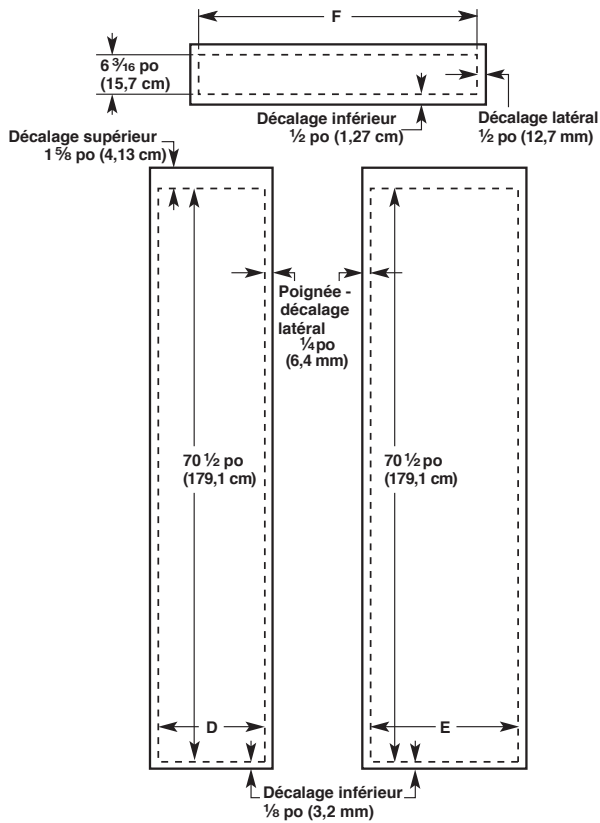 F
6 3/16 po
(15,7 cm)
Décalage inférieur
½ po (1,27 cm)
Décalage latéral
½ po (12,7 mm)
Décalage supérieur
1 ⅝ po (4,13 cm)
Poignée -
décalage
latéral
¼ po
(6,4 mm)
70 ½ po
(179,1 cm)
70 ½ po
(179,1 cm)
D
E
Décalage inférieur
⅛ po (3,2 mm)